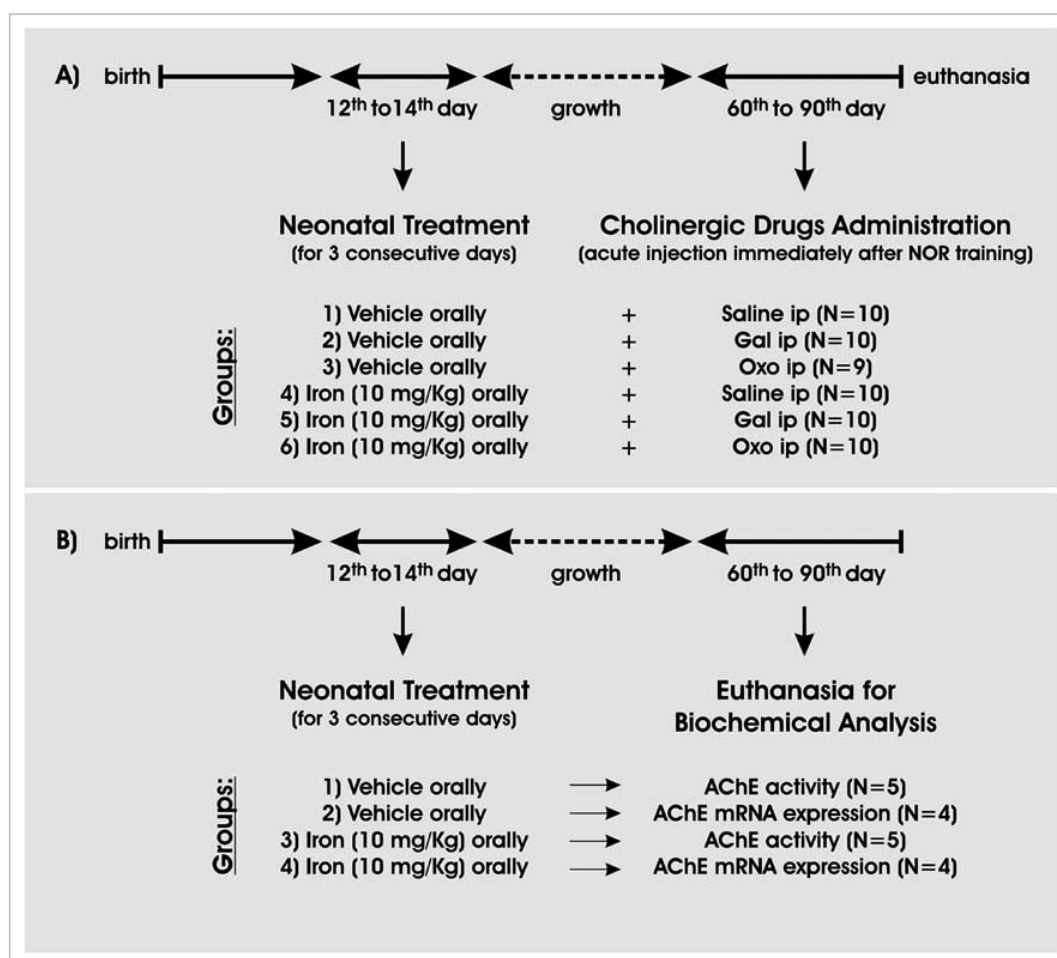 A) birth euthanasia
12th to14th day growth 60th to 90th day
Neonatal Treatment Cholinergic Drugs Administration
(for 3 consecutive days) (acute injection immediately after NOR training)
Groups:
1) Vehicle orally + Saline ip (N=10)
2) Vehicle orally + Gal ip (N=10)
3) Vehicle orally + Oxo ip (N=9)
4) Iron (10 mg/Kg) orally + Saline ip (N=10)
5) Iron (10 mg/Kg) orally + Gal ip (N=10)
6) Iron (10 mg/Kg) orally + Oxo ip (N=10)
B) birth
12th to14th day growth 60th to 90th day
Neonatal Treatment Euthanasia for
(for 3 consecutive days) Biochemical Analysis
Groups:
1) Vehicle orally → AChE activity (N=5)
2) Vehicle orally → AChE mRNA expression (N=4)
3) Iron (10 mg/Kg) orally → AChE activity (N=5)
4) Iron (10 mg/Kg) orally → AChE mRNA expression (N=4)